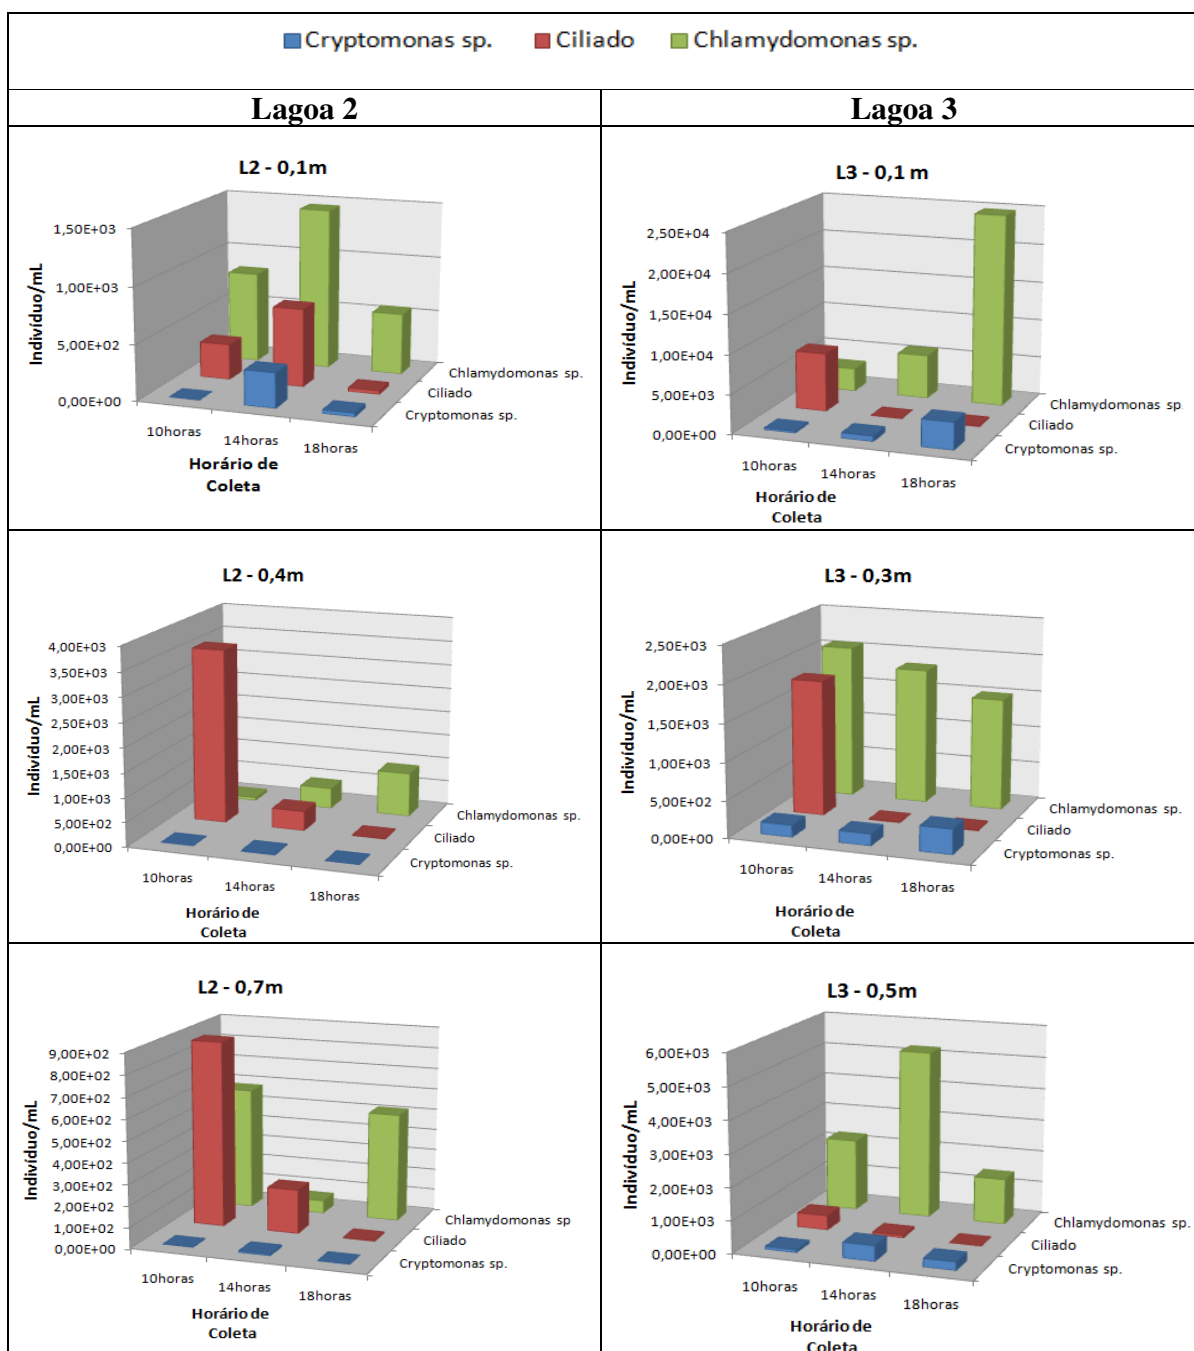 Cryptomonas sp. Ciliado Chlamydomonas sp.
Lagoa 2 Lagoa 3
L2 - 0,1m
Indivíduo/mL
1,50E+03
1,00E+03
5,00E+02
0,00E+00
10horas
14horas
18horas
Chlamydomonas sp.
Ciliado
Cryptomonas sp.
Horário de
Coleta
L3 - 0,1 m
Indivíduo/mL
2,50E+04
2,00E+04
1,50E+04
1,00E+04
5,00E+03
0,00E+00
10horas
14horas
18horas
Chlamydomonas sp.
Ciliado
Cryptomonas sp.
Horário de
Coleta
L2 - 0,4m
Indivíduo/mL
4,00E+03
3,50E+03
3,00E+03
2,50E+03
2,00E+03
1,50E+03
1,00E+03
5,00E+02
0,00E+00
10horas
14horas
18horas
Chlamydomonas sp.
Ciliado
Cryptomonas sp.
Horário de
Coleta
L3 - 0,3m
Indivíduo/mL
2,50E+03
2,00E+03
1,50E+03
1,00E+03
5,00E+02
0,00E+00
10horas
14horas
18horas
Chlamydomonas sp.
Ciliado
Cryptomonas sp.
Horário de
Coleta
L2 - 0,7m
Indivíduo/mL
9,00E+02
8,00E+02
7,00E+02
6,00E+02
5,00E+02
4,00E+02
3,00E+02
2,00E+02
1,00E+02
0,00E+00
10horas
14horas
18horas
Chlamydomonas sp
Ciliado
Cryptomonas sp.
Horário de
Coleta
L3 - 0,5m
Indivíduo/mL
6,00E+03
5,00E+03
4,00E+03
3,00E+03
2,00E+03
1,00E+03
0,00E+00
10horas
14horas
18horas
Chlamydomonas sp.
Ciliado
Cryptomonas sp.
Horário de
Coleta